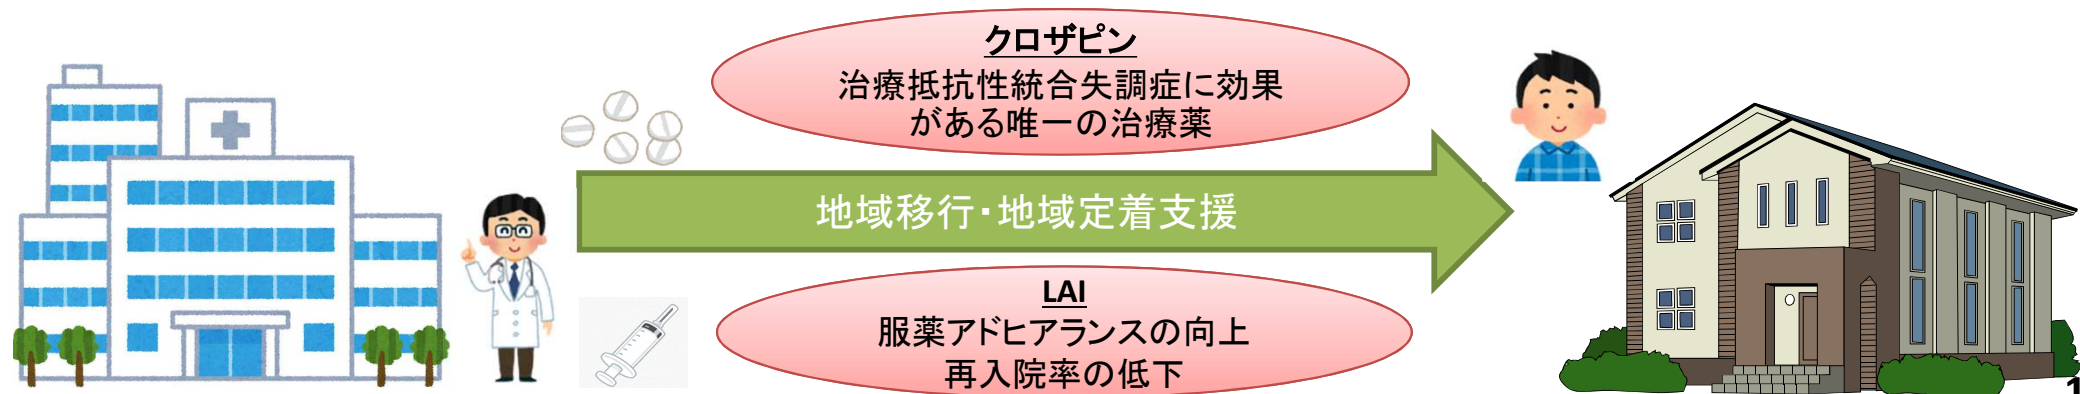 クロザピン
治療抵抗性統合失調症に効果
がある唯一の治療薬
地域移行・地域定着支援
LAI
服薬アドヒアランスの向上
再入院率の低下
1